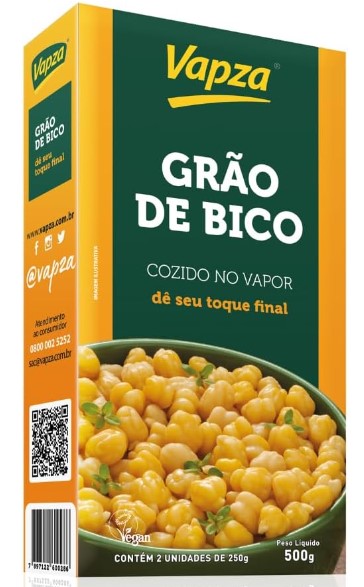 Vapza
GRÃO
DE BICO
dê seu
toque final
www.vapza.com.br
@vapza
Atendimento
ao consumidor
0800 002 5252
sac@vapza.com.br
IMAGEM ILUSTRATIVA
Vapza
GRÃO
DE BICO
COZIDO NO VAPOR
dê seu toque final
Vegan
CONTÉM 2 UNIDADES DE 250g
Peso Líquido
500g